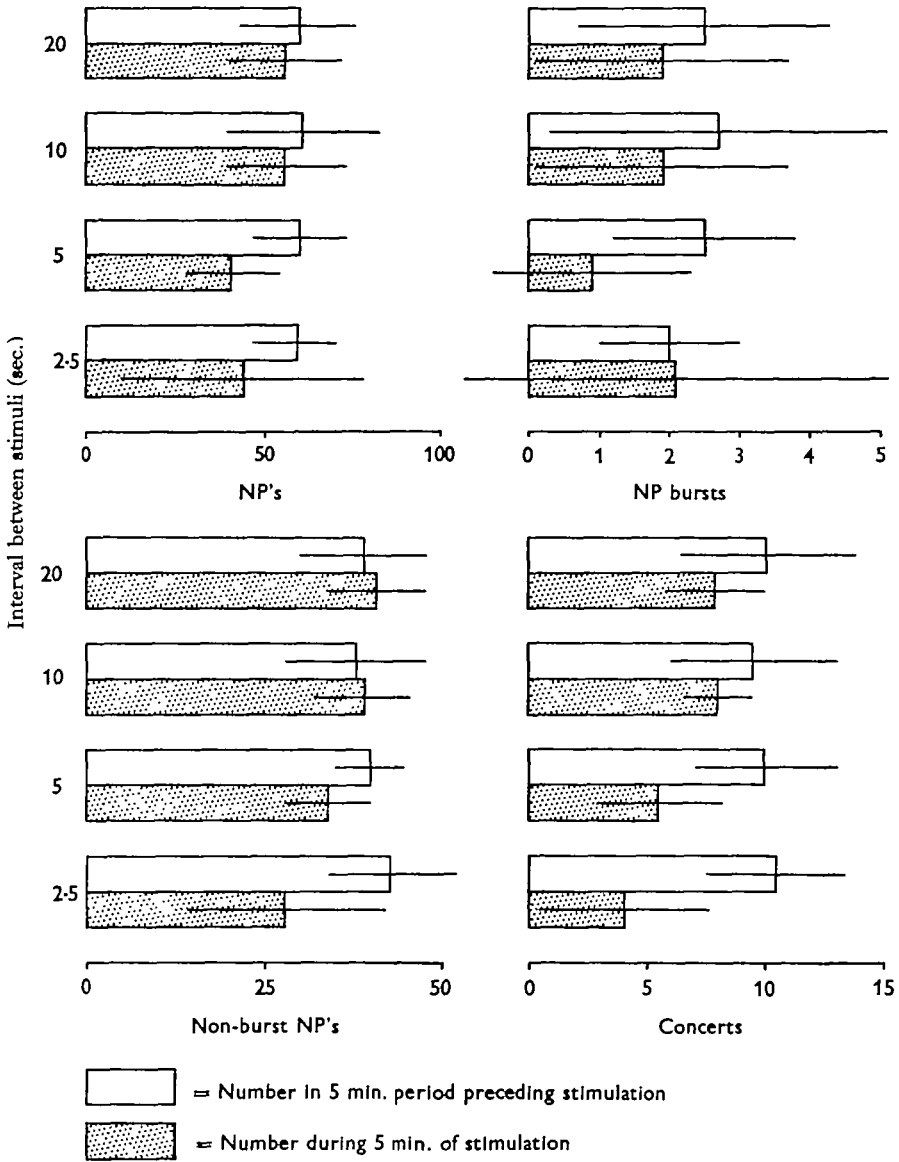 Interval between stimuli (sec.)
20
10
5
2·5
0 50 100
NP's
0 1 2 3 4 5
NP bursts
20
10
5
2·5
0 25 50
Non-burst NP's
0 5 10 15
Concerts
= Number in 5 min. period preceding stimulation
= Number during 5 min. of stimulation